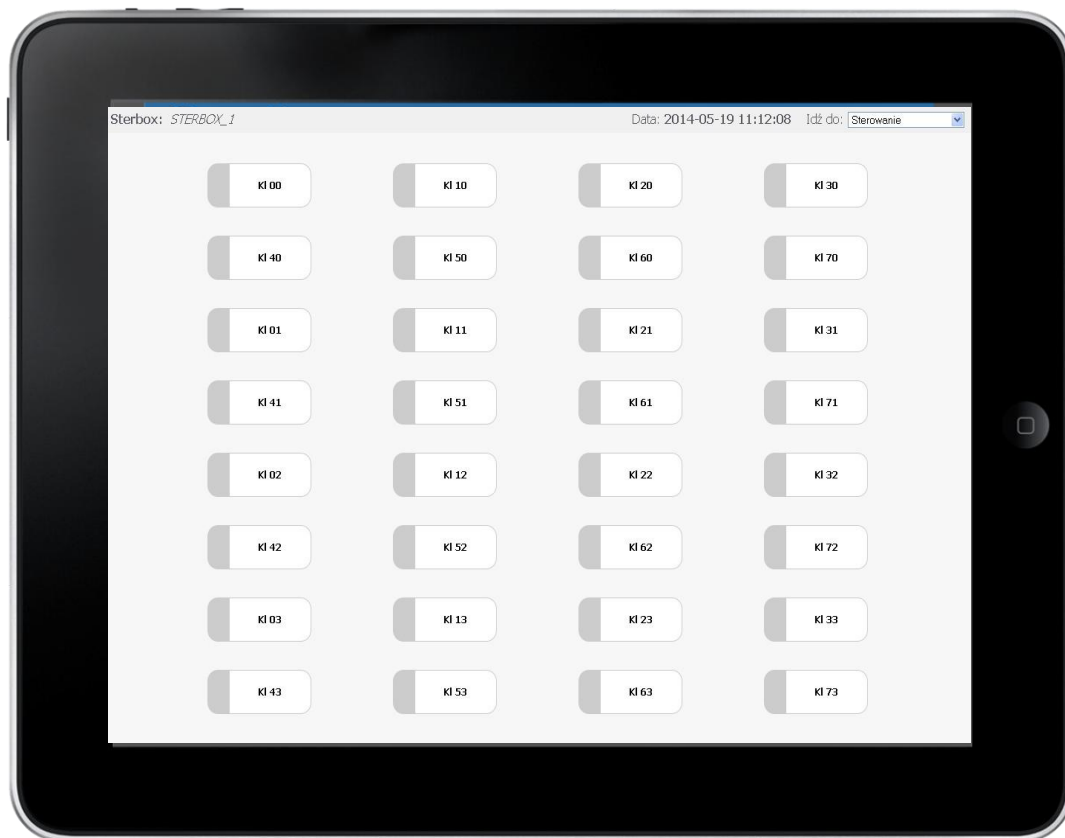 Sterbox: STERBOX_1 Data: 2014-05-19 11:12:08 Idź do: Sterowanie
Kl 00 Kl 10 Kl 20 Kl 30
Kl 40 Kl 50 Kl 60 Kl 70
Kl 01 Kl 11 Kl 21 Kl 31
Kl 41 Kl 51 Kl 61 Kl 71
Kl 02 Kl 12 Kl 22 Kl 32
Kl 42 Kl 52 Kl 62 Kl 72
Kl 03 Kl 13 Kl 23 Kl 33
Kl 43 Kl 53 Kl 63 Kl 73